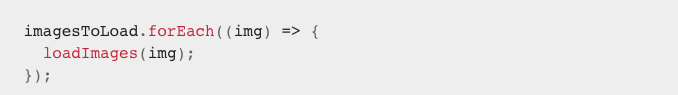 imagesToLoad.forEach((img) => {
  loadImages(img);
});